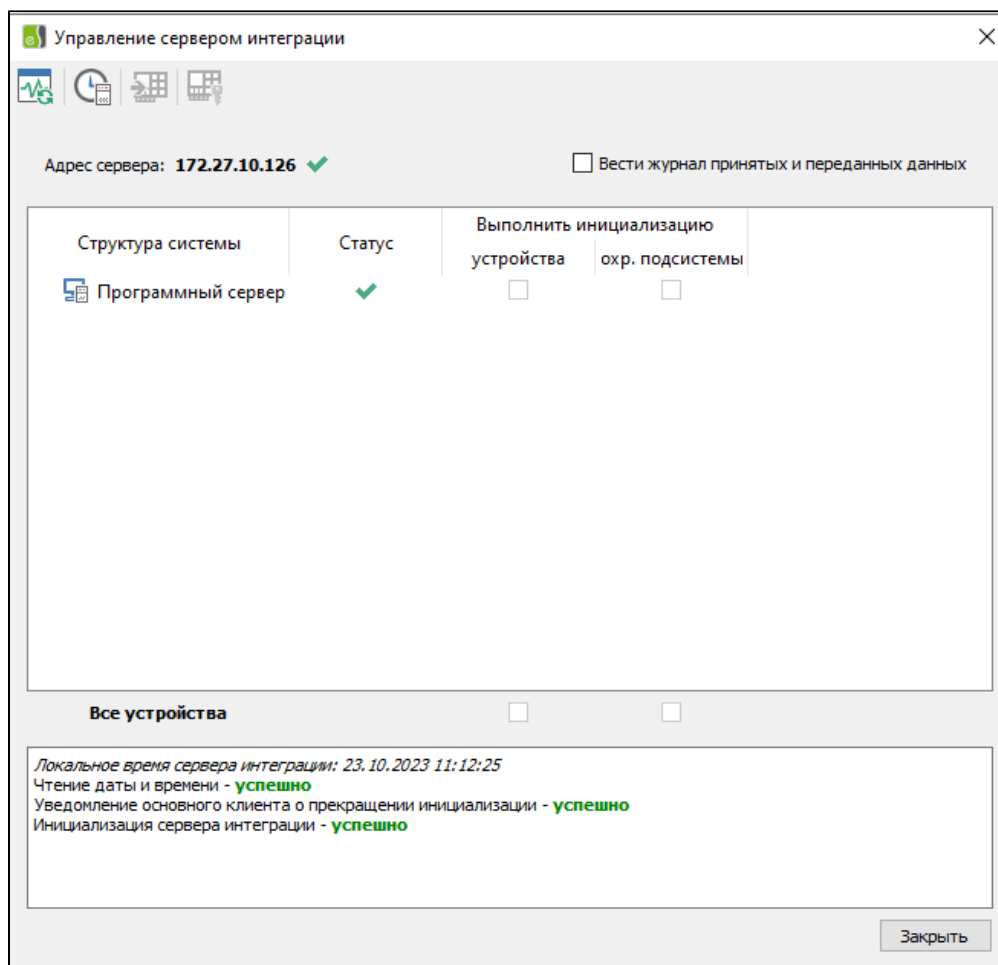 Управление сервером интеграции
Адрес сервера: 172.27.10.126
Вести журнал принятых и переданных данных
Структура системы
Статус
Выполнить инициализацию
устройства
охр. подсистемы
Программный сервер
Все устройства
Локальное время сервера интеграции: 23.10.2023 11:12:25
Чтение даты и времени - успешно
Уведомление основного клиента о прекращении инициализации - успешно
Инициализация сервера интеграции - успешно
Закрыть